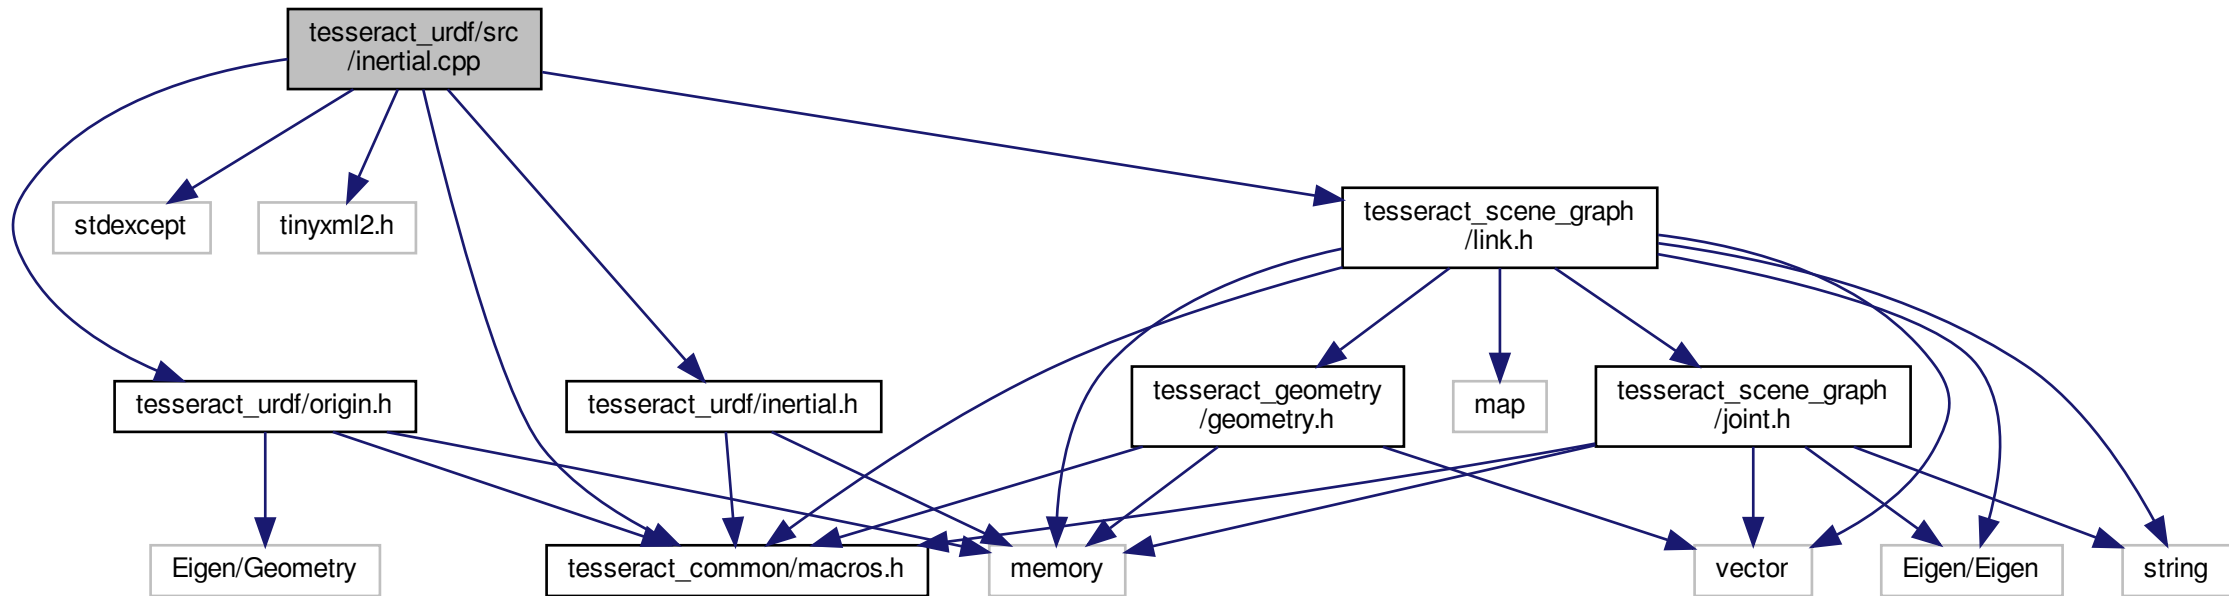 tesseract_urdf/src
/inertial.cpp
stdexcept
tinyxml2.h
tesseract_scene_graph
/link.h
tesseract_urdf/origin.h
tesseract_urdf/inertial.h
tesseract_geometry
/geometry.h
map
tesseract_scene_graph
/joint.h
Eigen/Geometry
tesseract_common/macros.h
memory
vector
Eigen/Eigen
string